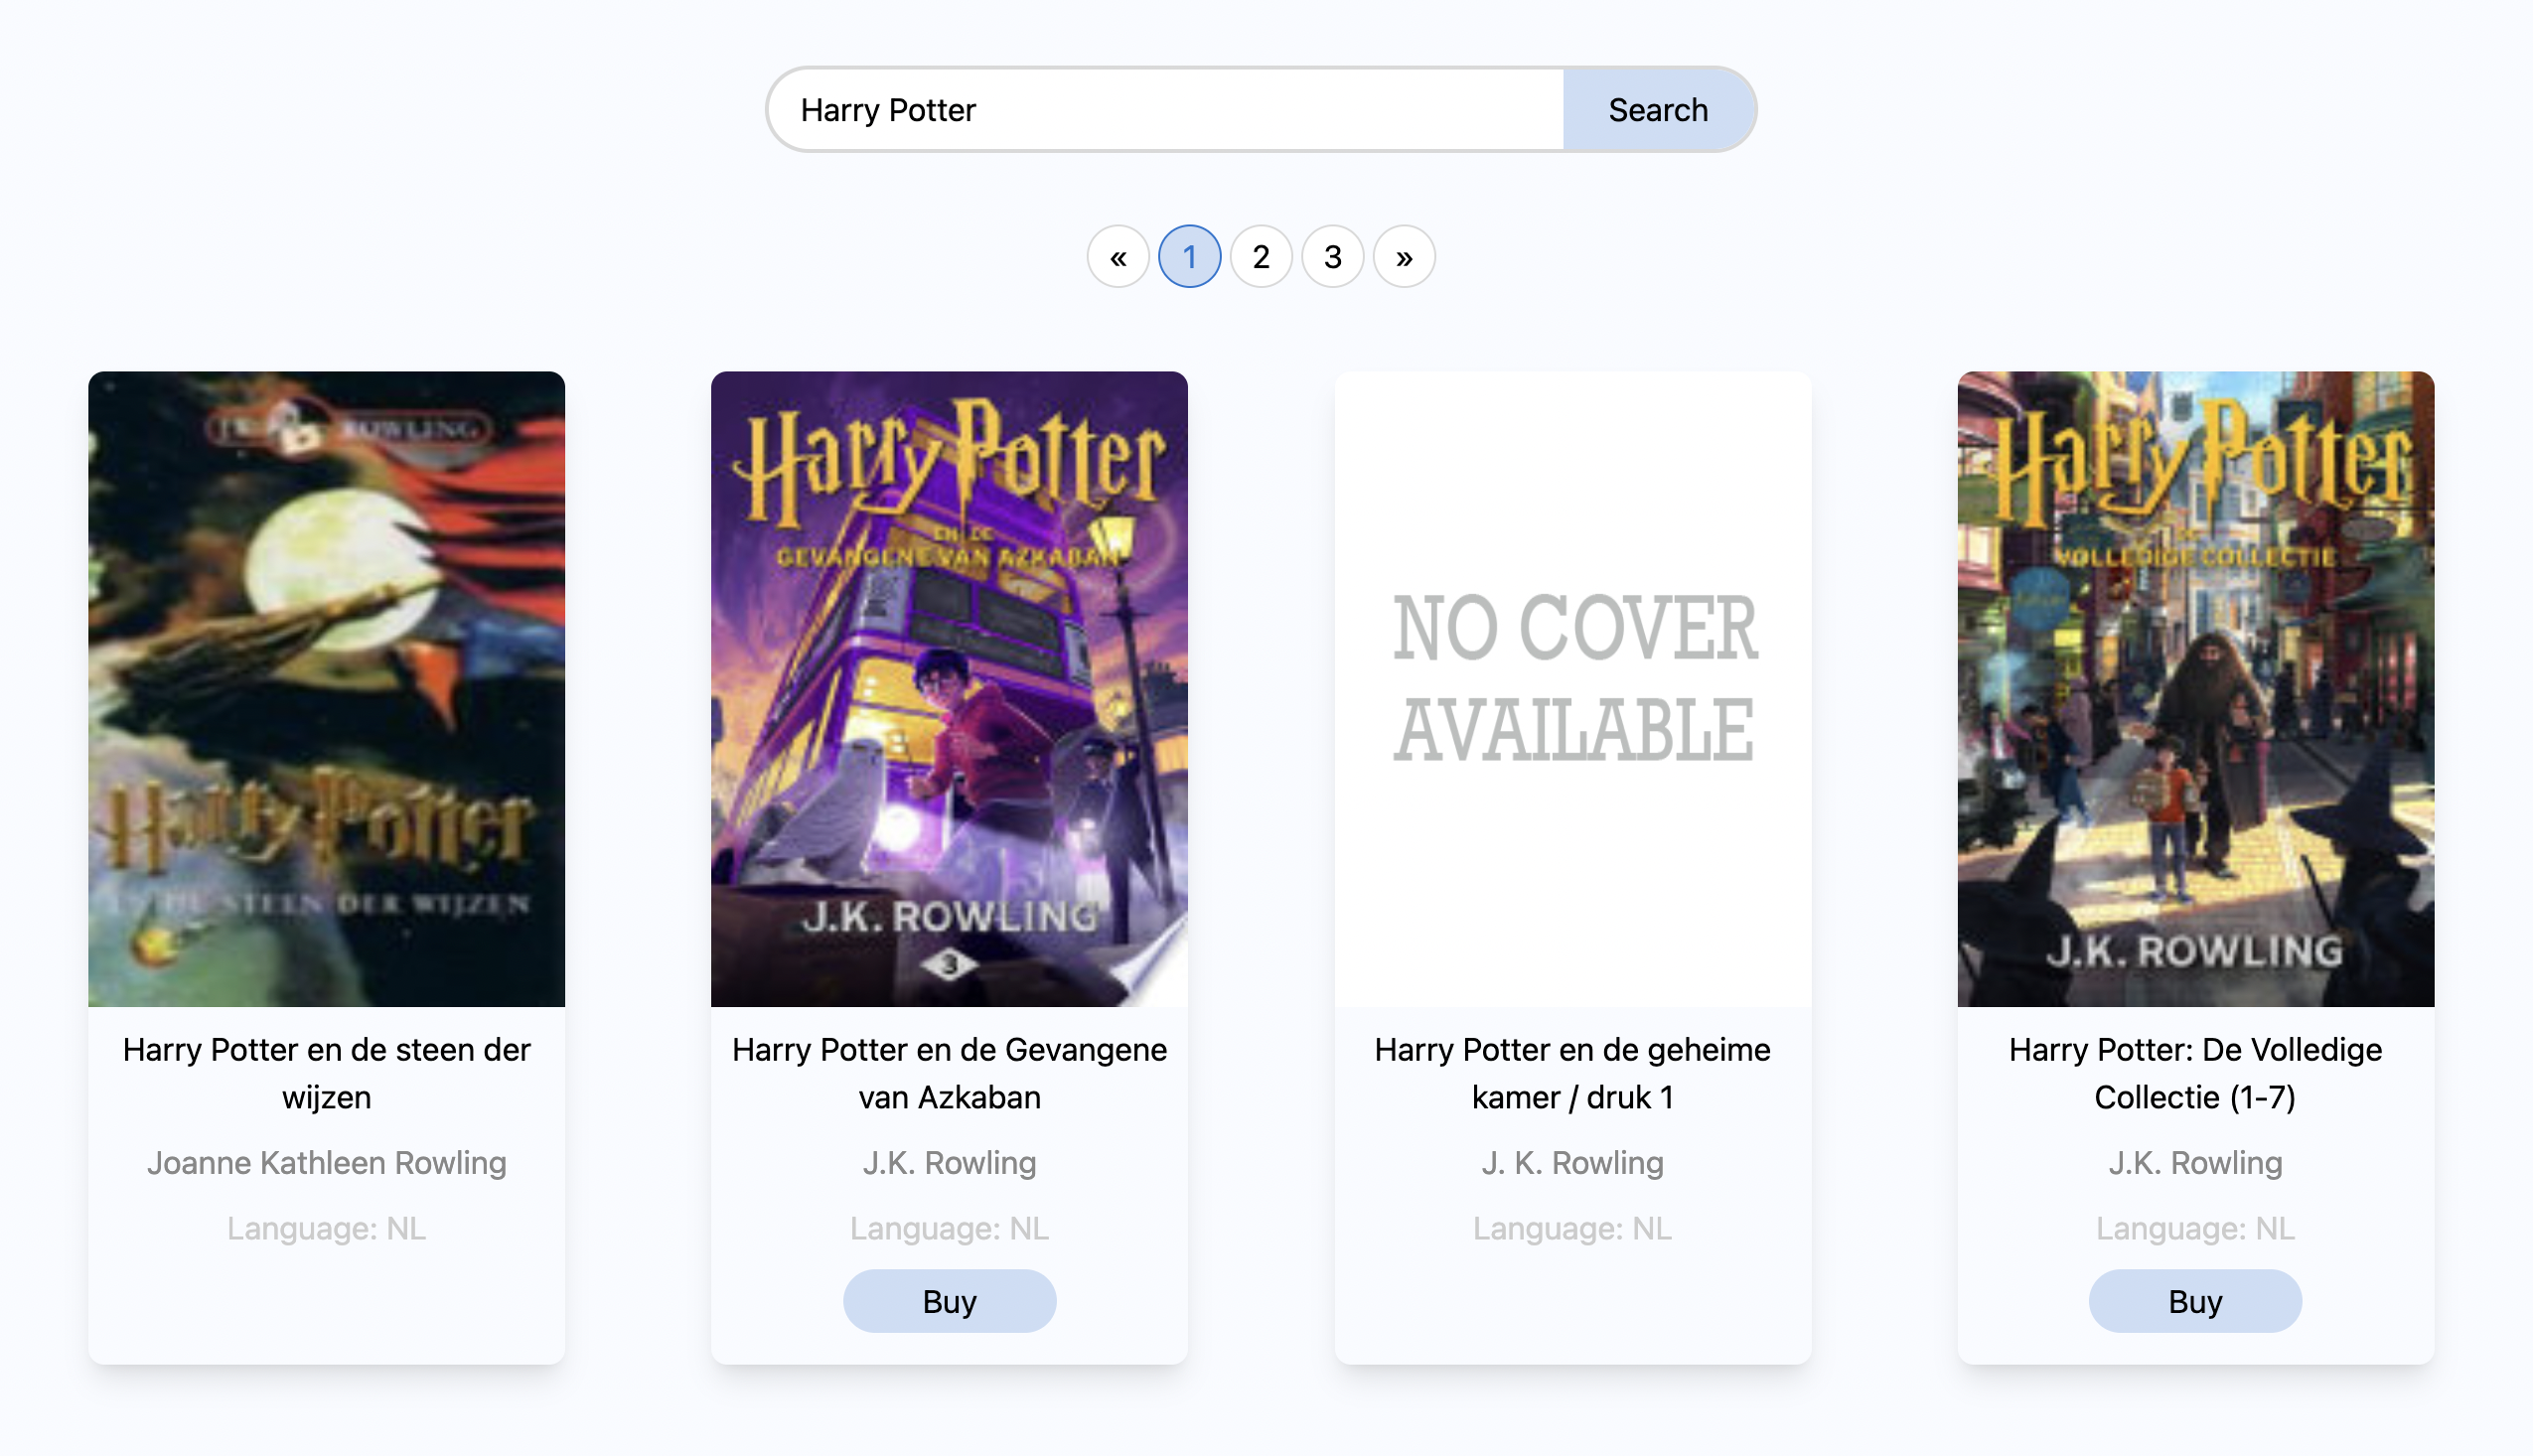 Harry Potter
Search
« 1 2 3 »
J.K. ROWLING
Harry Potter
EN DE STEEN DER WIJZEN
Harry Potter en de steen der
wijzen
Joanne Kathleen Rowling
Language: NL
Harry Potter
EN DE
GEVANGENE VAN AZKABAN
J.K. ROWLING
3
Harry Potter en de Gevangene
van Azkaban
J.K. Rowling
Language: NL
Buy
NO COVER
AVAILABLE
Harry Potter en de geheime
kamer / druk 1
J. K. Rowling
Language: NL
Harry Potter
VOLLEDIGE COLLECTIE
J.K. ROWLING
Harry Potter: De Volledige
Collectie (1-7)
J.K. Rowling
Language: NL
Buy